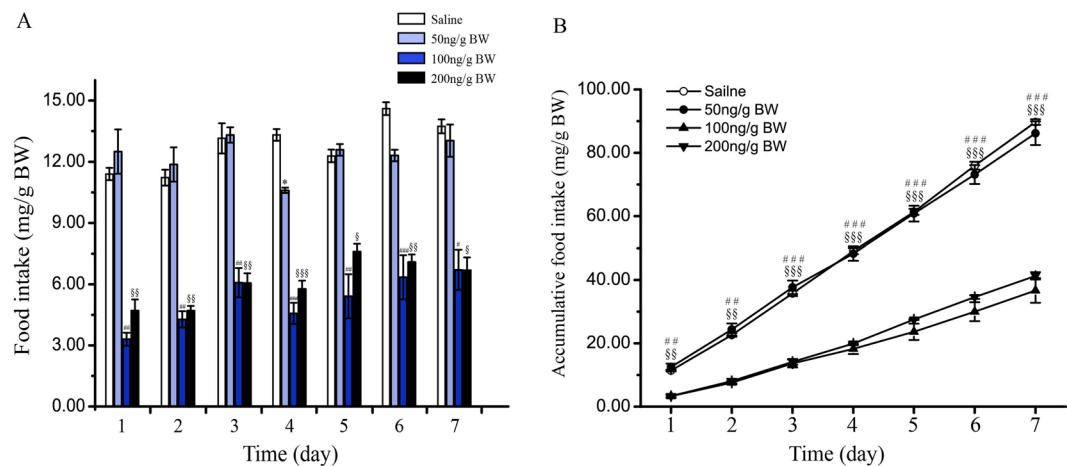 A
Saline
50ng/g BW
100ng/g BW
200ng/g BW
Food intake (mg/g BW)
15.00
12.00
9.00
6.00
3.00
0.00
## §§
## §§
## §§
* ### §§§
## §
### §§
# §
1 2 3 4 5 6 7
Time (day)
B
Sailne
50ng/g BW
100ng/g BW
200ng/g BW
Accumulative food intake (mg/g BW)
100.00
80.00
60.00
40.00
20.00
0.00
# #
§§
# #
§§
# # #
§§§
# # #
§§§
# # #
§§§
# # #
§§§
# # #
§§§
1 2 3 4 5 6 7
Time (day)